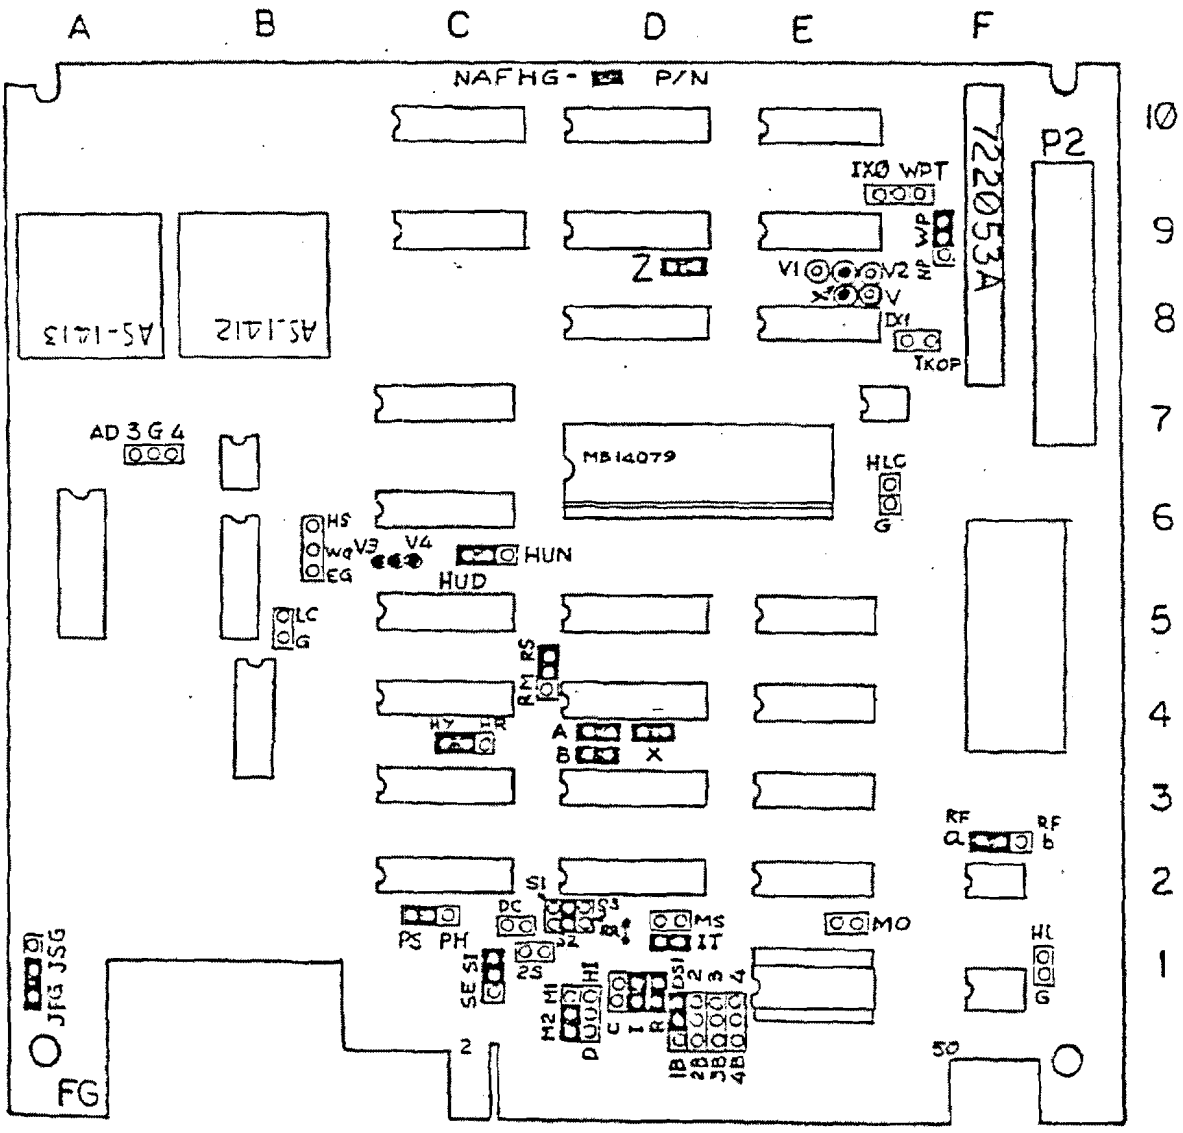 A B C D E F
NAFHG- P/N
10
P2
722053A
IXØ WPT
9
WP
NP
Z
V1 V2
X V
8
IX1
IKOP
AS-1413
AS-1412
7
AD 3 G 4
MB14079
HLC
G
6
HS
WG
EG
V3 V4
HUN
HUD
LC
G
5
RS
RM
4
HY HR
A
B X
3
RF RF
a b
2
S1
DC S3
S2
RR
MS
IT
MO
PS PH
2S
SI
SE
HL
G
1
JSG
JFG
M1 HI
M2 D
C I R
DS1 2 3 4
1B 2B 3B 4B
2
50
FG